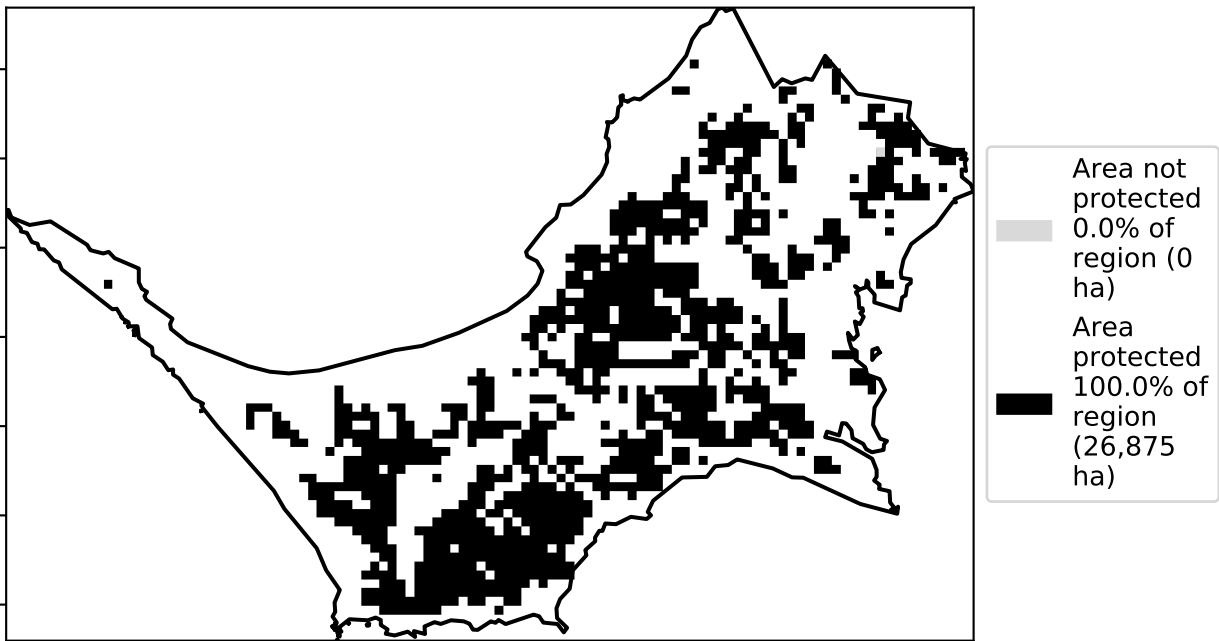 Area not
protected
0.0% of
region (0
ha)
Area
protected
100.0% of
region
(26,875
ha)